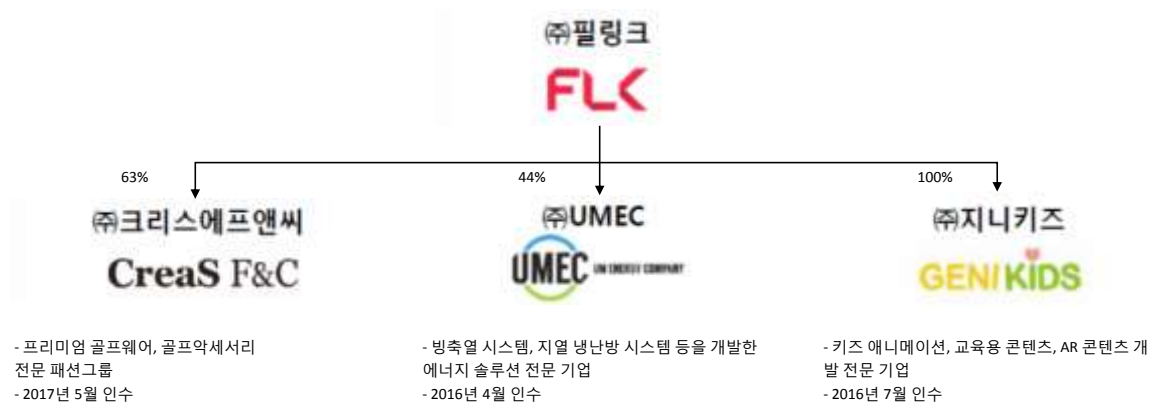 ㈜필링크
FLK
63%
44%
100%
㈜크리스에프앤씨
㈜UMEC
㈜지니키즈
CreaS F&C
UMEC UM ENERGY COMPANY
GENIKIDS
- 프리미엄 골프웨어, 골프악세서리
전문 패션그룹
- 2017년 5월 인수
- 빙축열 시스템, 지열 냉난방 시스템 등을 개발한
에너지 솔루션 전문 기업
- 2016년 4월 인수
- 키즈 애니메이션, 교육용 콘텐츠, AR 콘텐츠 개
발 전문 기업
- 2016년 7월 인수